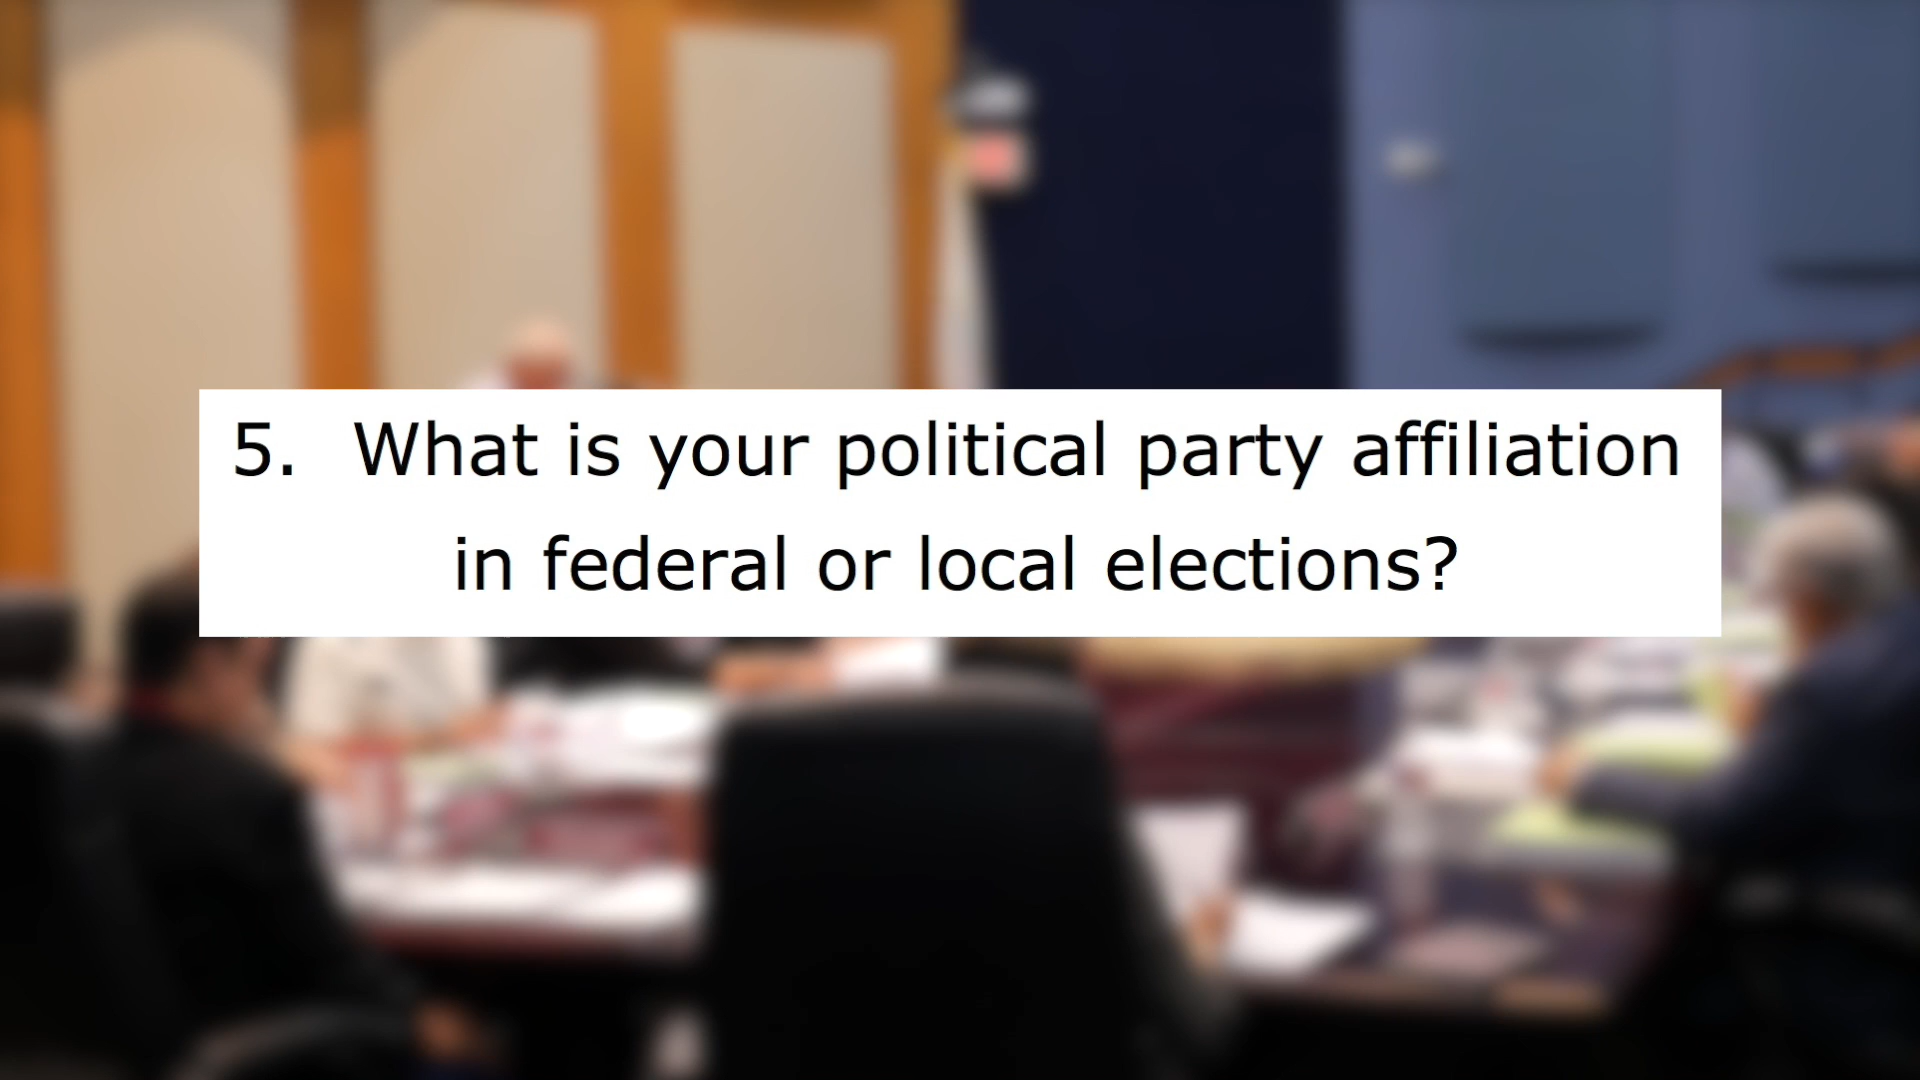 5. What is your political party affiliation
in federal or local elections?